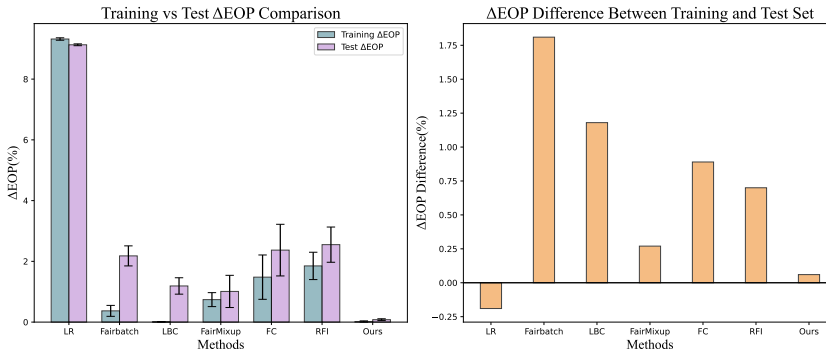 Training vs Test ΔEOP Comparison
ΔEOP(%)
8
6
4
2
0
Training ΔEOP
Test ΔEOP
LR Fairbatch LBC FairMixup FC RFI Ours
Methods
ΔEOP Difference Between Training and Test Set
ΔEOP Difference(%)
1.75
1.50
1.25
1.00
0.75
0.50
0.25
0.00
−0.25
LR Fairbatch LBC FairMixup FC RFI Ours
Methods